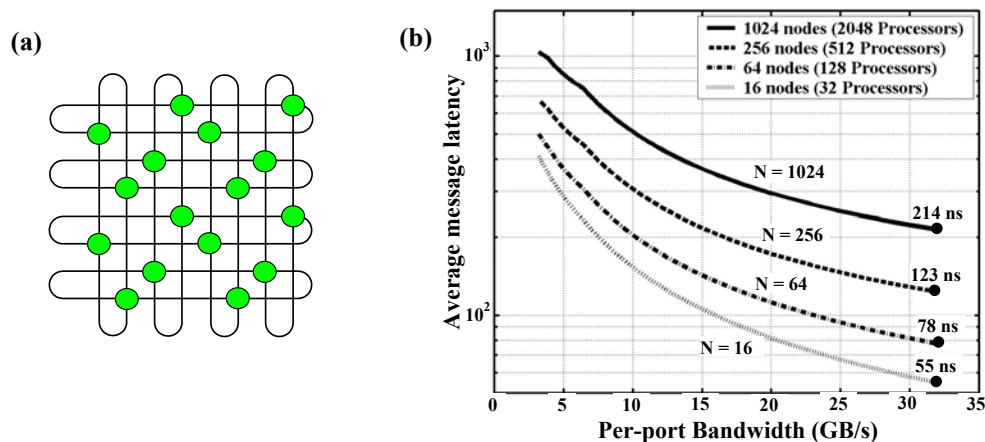 (a)
(b)
1024 nodes (2048 Processors)
256 nodes (512 Processors)
64 nodes (128 Processors)
16 nodes (32 Processors)
Average message latency
10³
10²
N = 1024
N = 256
N = 64
N = 16
214 ns
123 ns
78 ns
55 ns
0 5 10 15 20 25 30 35
Per-port Bandwidth (GB/s)